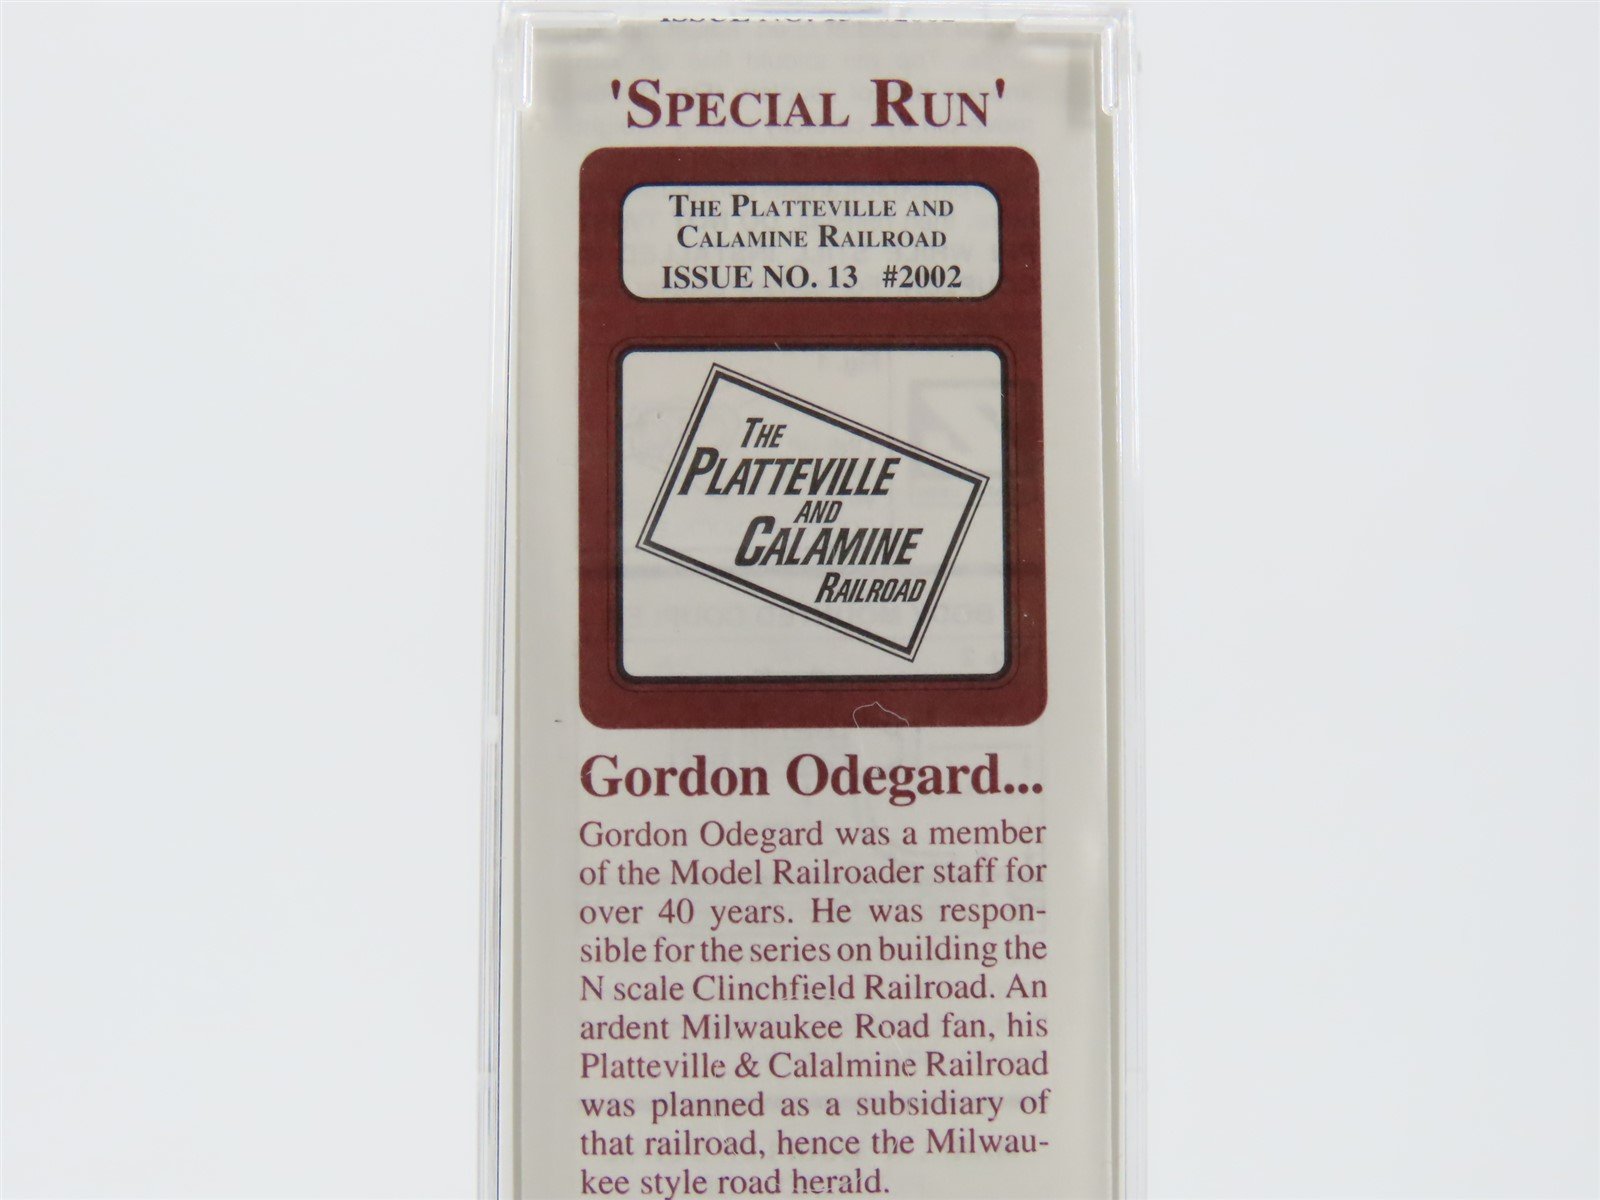 'SPECIAL RUN'
THE PLATTEVILLE AND
CALAMINE RAILROAD
ISSUE NO. 13 #2002
THE
PLATTEVILLE
AND
CALAMINE
RAILROAD
Gordon Odegard...
Gordon Odegard was a member
of the Model Railroader staff for
over 40 years. He was respon-
sible for the series on building the
N scale Clinchfield Railroad. An
ardent Milwaukee Road fan, his
Platteville & Calalmine Railroad
was planned as a subsidiary of
that railroad, hence the Milwau-
kee style road herald.